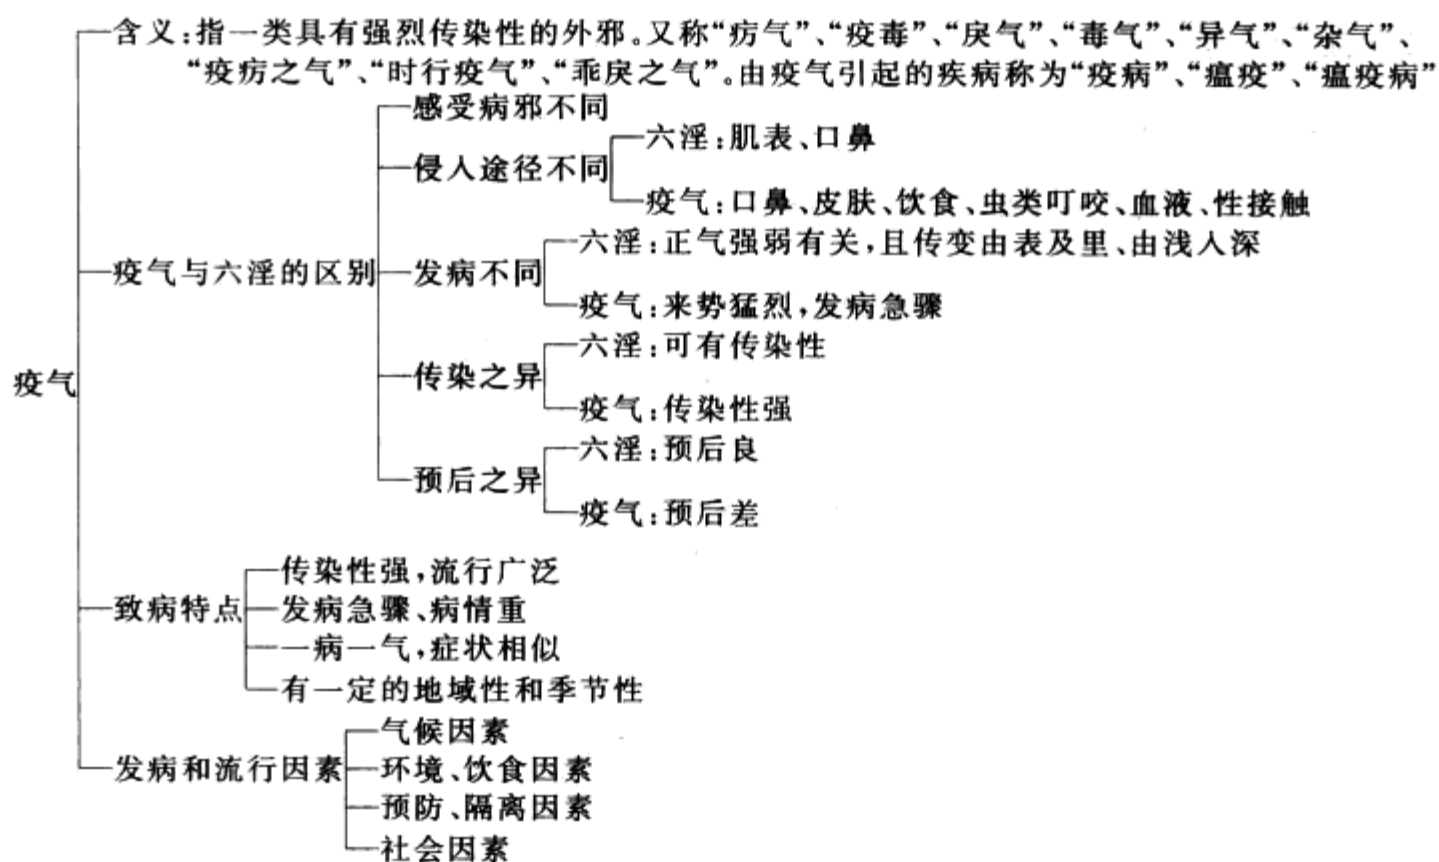 含义:指一类具有强烈传染性的外邪。又称“疠气”、“疫毒”、“戾气”、“毒气”、“异气”、“杂气”、
“疫疠之气”、“时行疫气”、“乖戾之气”。由疫气引起的疾病称为“疫病”、“瘟疫”、“瘟疫病”
感受病邪不同
六淫:肌表、口鼻
侵入途径不同
疫气:口鼻、皮肤、饮食、虫类叮咬、血液、性接触
六淫:正气强弱有关,且传变由表及里、由浅入深
疫气与六淫的区别
发病不同
疫气:来势猛烈,发病急骤
六淫:可有传染性
疫气
传染之异
疫气:传染性强
六淫:预后良
预后之异
疫气:预后差
传染性强,流行广泛
致病特点
发病急骤、病情重
一病一气,症状相似
有一定的地域性和季节性
气候因素
发病和流行因素
环境、饮食因素
预防、隔离因素
社会因素